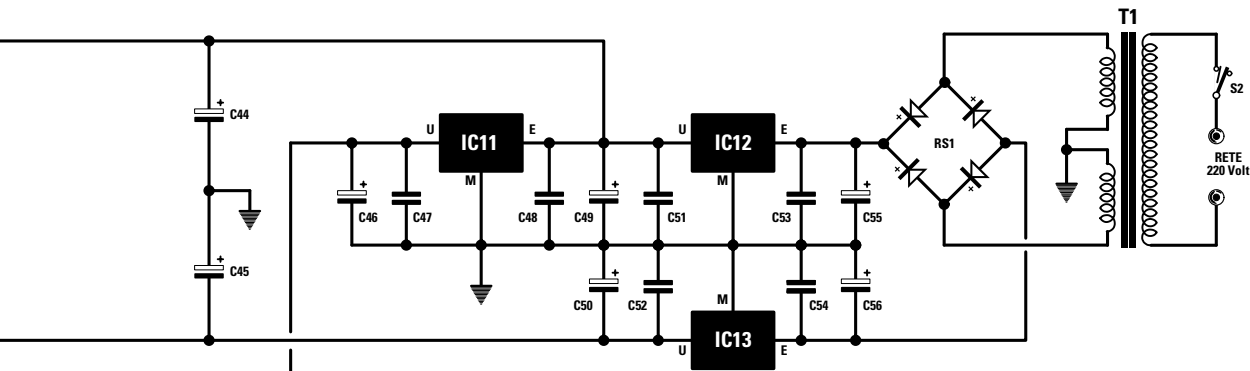 T1
S2
RETE
220 Volt
RS1
+
C44
U
IC11
E
U
IC12
E
M
M
+
C46
C47
C48
+
C49
C51
C53
+
C55
+
C45
+
C50
C52
M
C54
+
C56
U
IC13
E